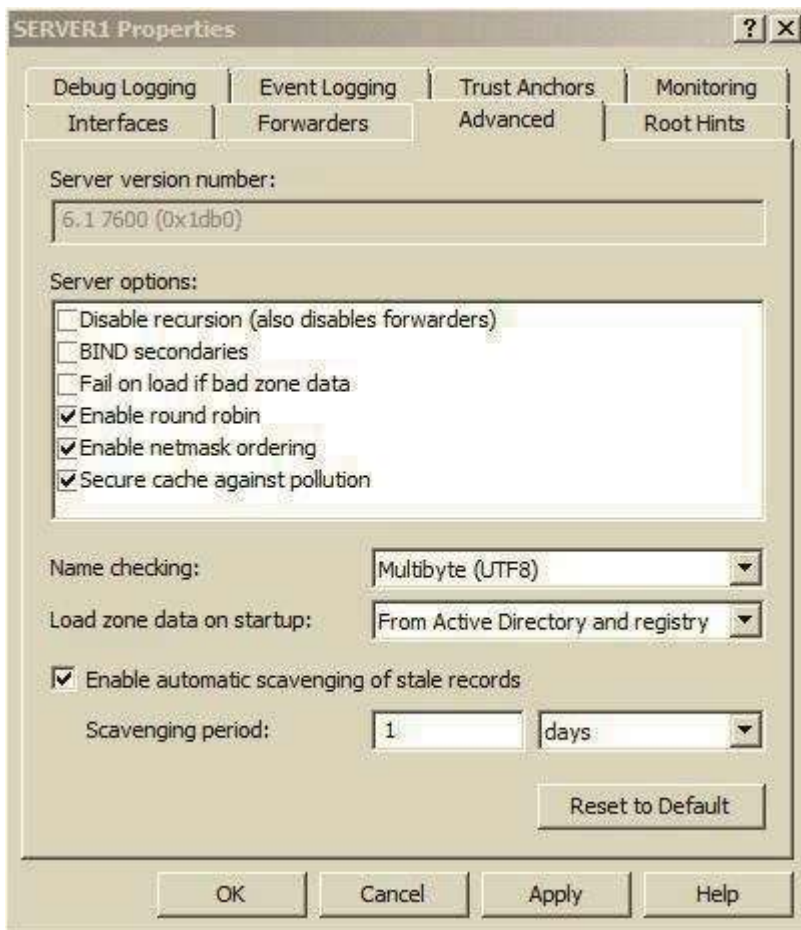 SERVER1 Properties
Debug Logging Event Logging Trust Anchors Monitoring
Interfaces Forwarders Advanced Root Hints
Server version number:
6.1 7600 (0x1db0)
Server options:
Disable recursion (also disables forwarders)
BIND secondaries
Fail on load if bad zone data
Enable round robin
Enable netmask ordering
Secure cache against pollution
Name checking: Multibyte (UTF8)
Load zone data on startup: From Active Directory and registry
Enable automatic scavenging of stale records
Scavenging period: 1 days
Reset to Default
OK Cancel Apply Help